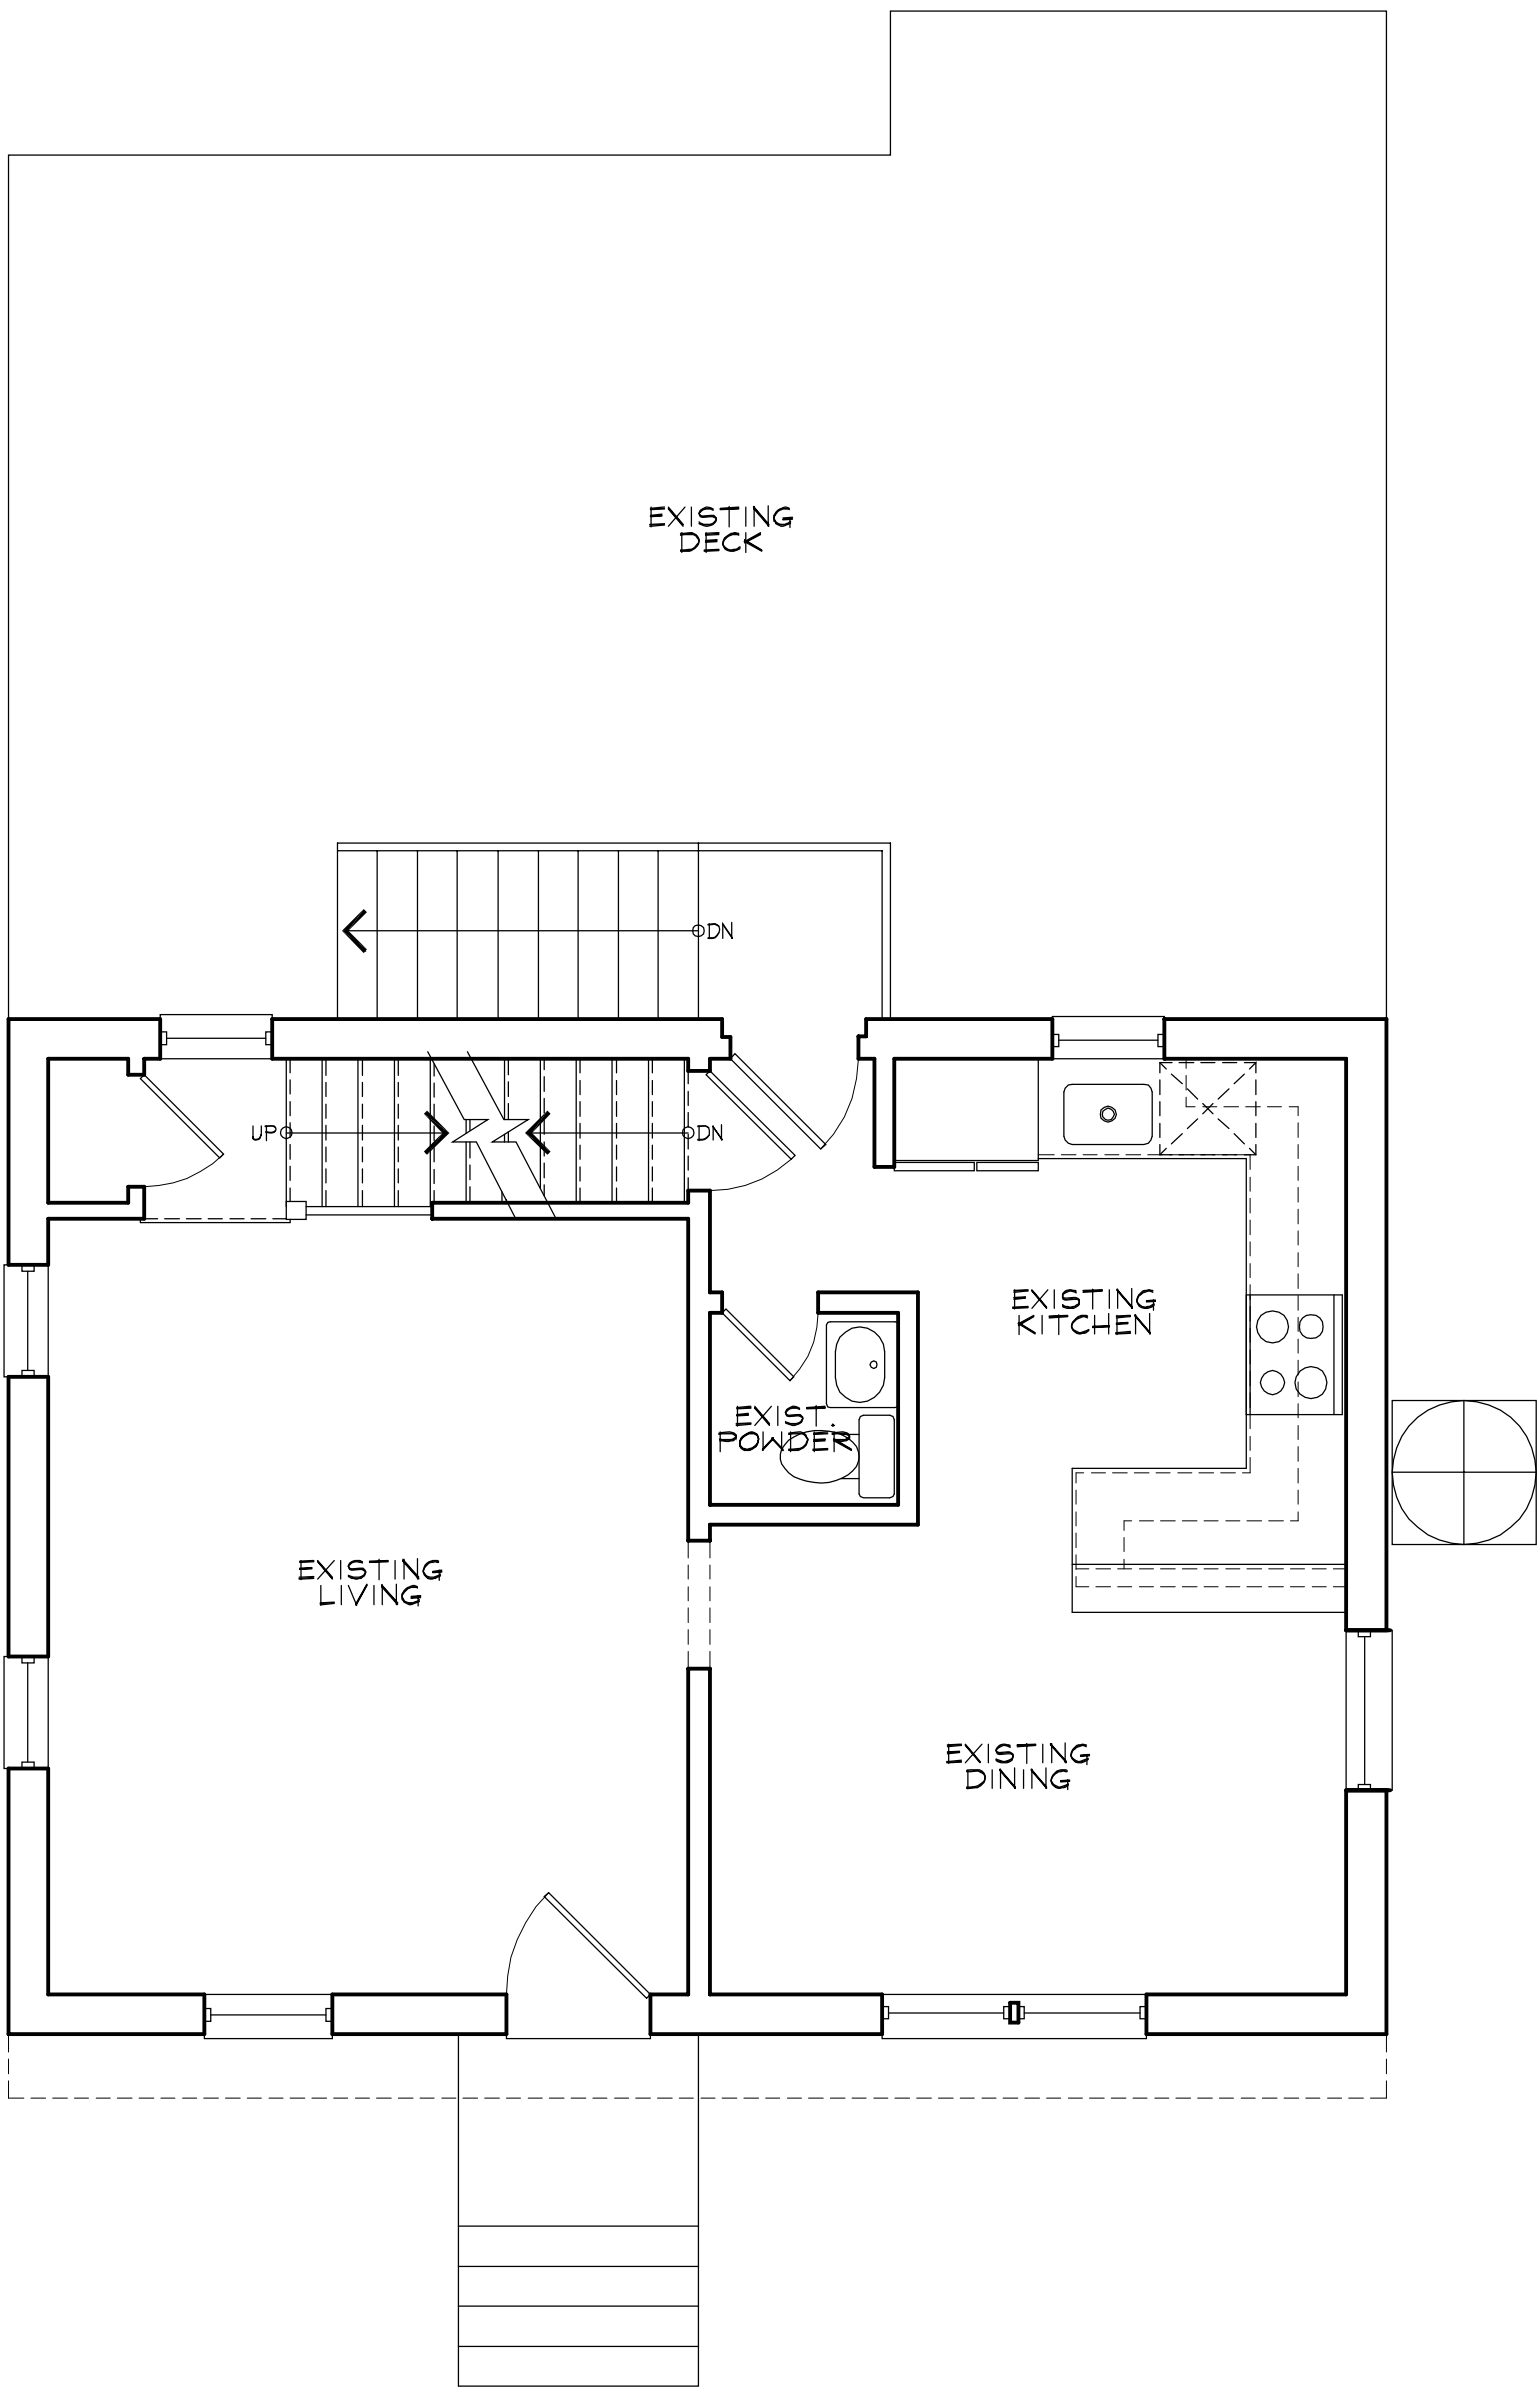 EXISTING
DECK
DN
UP
DN
EXISTING
KITCHEN
EXIST.
POWDER
EXISTING
LIVING
EXISTING
DINING